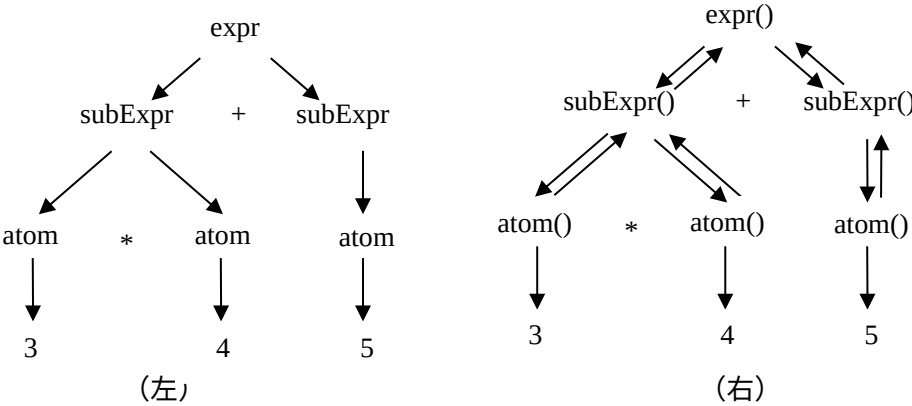 expr
expr()
subExpr + subExpr
subExpr() + subExpr()
atom * atom atom
atom() * atom() atom()
3 4 5
3 4 5
（左）
（右）